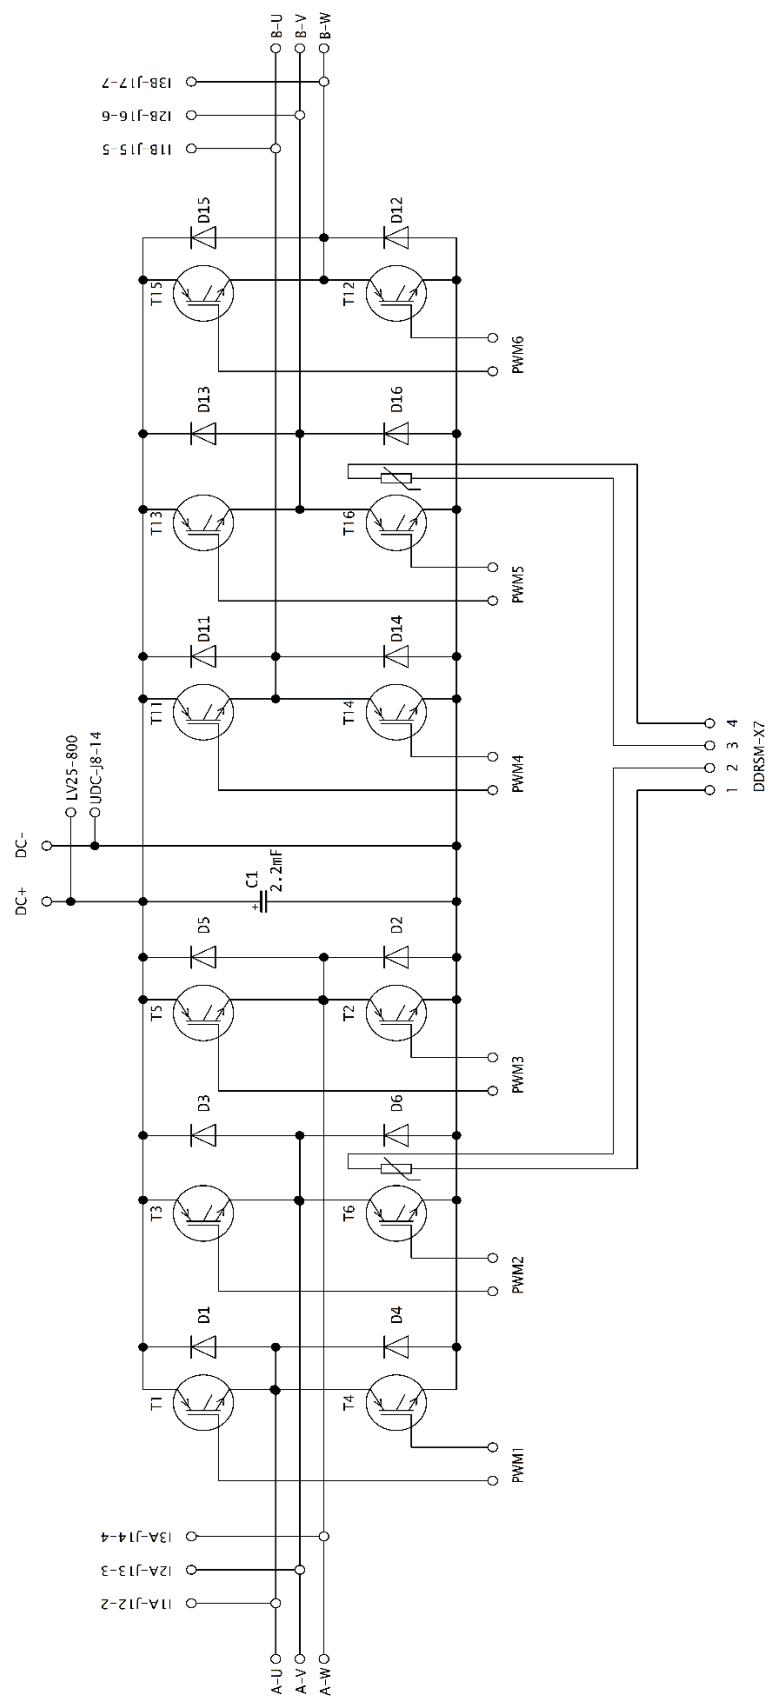 B-U
B-V
B-W
I3B-J17-7
I2B-J16-6
I1B-J15-5
D15
D12
T15
T12
PWM6
D13
D16
T13
T16
PWM5
D11
D14
T11
T14
PWM4
LV25-800
UDC-J8-14
DC-
DC+
C1
2.2mF
+
4
3
2
1
DDRSM-X7
D5
D2
T5
T2
PWM3
D3
D6
T3
T6
PWM2
D1
D4
T1
T4
PWM1
I3A-J14-4
I2A-J13-3
I1A-J12-2
A-U
A-V
A-W